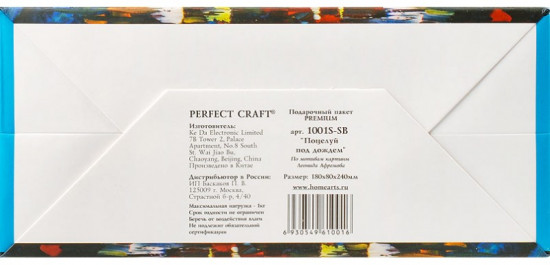 PERFECT CRAFT®
Изготовитель:
Ke Da Electronic Limited
7B Tower 2, Palace
Apartment, No.8 South
St. Wai Jiao Bu,
Chaoyang, Beijing, China
Произведено в Китае
Дистрибьютор в России:
ИП Баскаков П. В.
125009 г. Москва,
Страстной б-р, 4/40
Максимальная нагрузка - 5кг
Срок годности не ограничен
Беречь от воздействия влаги
Не подлежит обязательной
сертификации
Подарочный пакет
PREMIUM
арт. 1001S-SB
"Поцелуй
под дождем"
По мотивам картины
Леонида Афремова
Размер: 180x80x240мм
www.homearts.ru
6 930549 610016